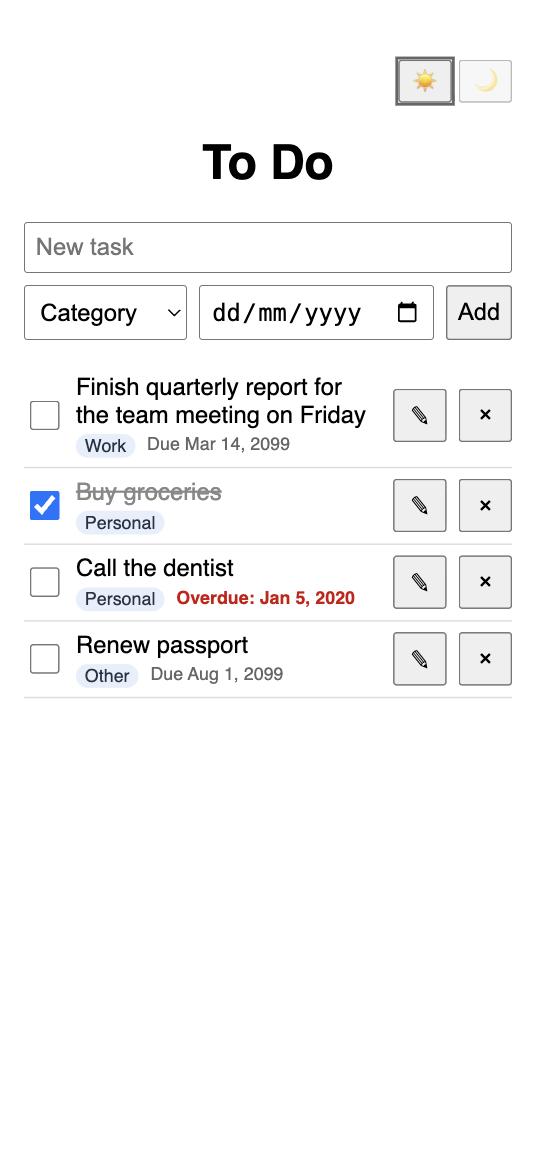 To Do
New task
Category dd/mm/yyyy Add
Finish quarterly report for
the team meeting on Friday
Work Due Mar 14, 2099
Buy groceries
Personal
Call the dentist
Personal Overdue: Jan 5, 2020
Renew passport
Other Due Aug 1, 2099